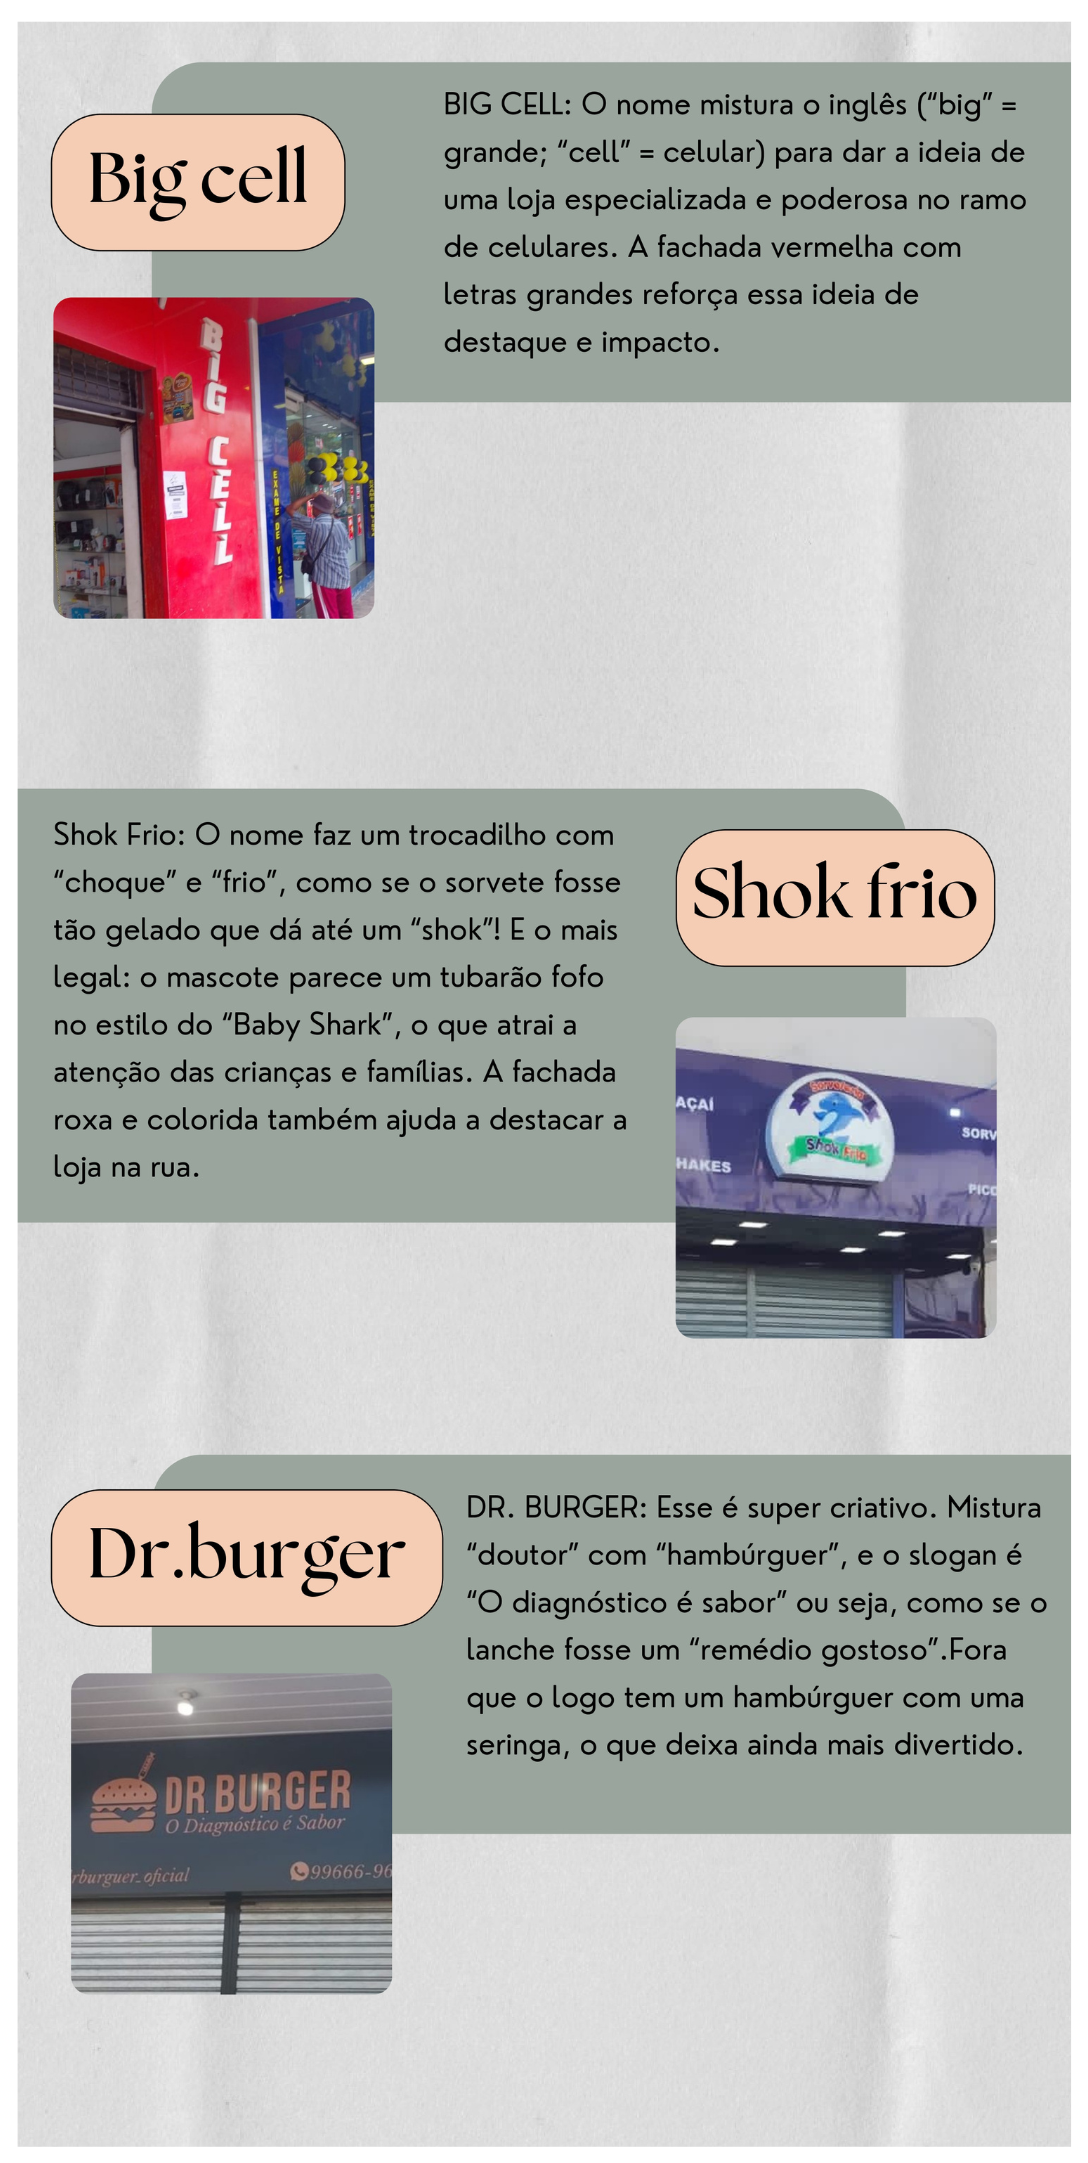 Big cell
BIG CELL: O nome mistura o inglês (“big” =
grande; “cell” = celular) para dar a ideia de
uma loja especializada e poderosa no ramo
de celulares. A fachada vermelha com
letras grandes reforça essa ideia de
destaque e impacto.
BIG CELL
EXAME DE VISTA
Shok Frio: O nome faz um trocadilho com
“choque” e “frio”, como se o sorvete fosse
tão gelado que dá até um “shok”! E o mais
legal: o mascote parece um tubarão fofo
no estilo do “Baby Shark”, o que atrai a
atenção das crianças e famílias. A fachada
roxa e colorida também ajuda a destacar a
loja na rua.
Shok frio
AÇAÍ
HAKES
Sorveteria
Shok Frio
SORV
PICO
Dr.burger
DR. BURGER: Esse é super criativo. Mistura
“doutor” com “hambúrguer”, e o slogan é
“O diagnóstico é sabor” ou seja, como se o
lanche fosse um “remédio gostoso”.Fora
que o logo tem um hambúrguer com uma
seringa, o que deixa ainda mais divertido.
DR. BURGER
O Diagnóstico é Sabor
rburguer_oficial
99666-96